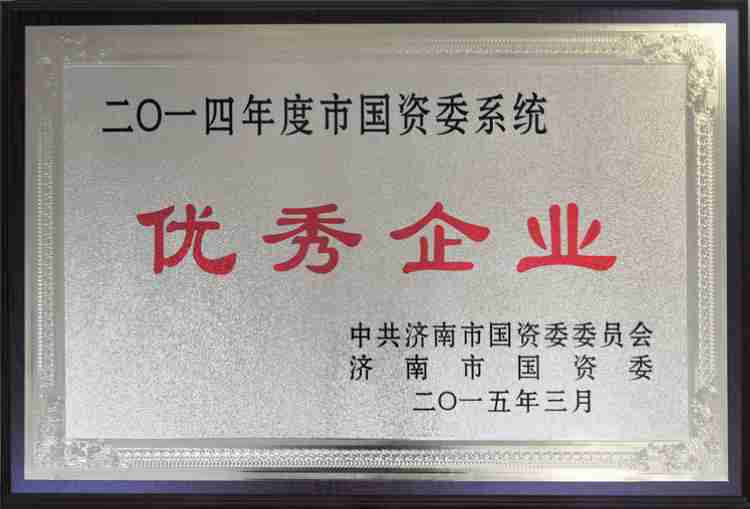 二〇一四年度市国资委系统
优秀企业
中共济南市国资委委员会
济南市国资委
二〇一五年三月